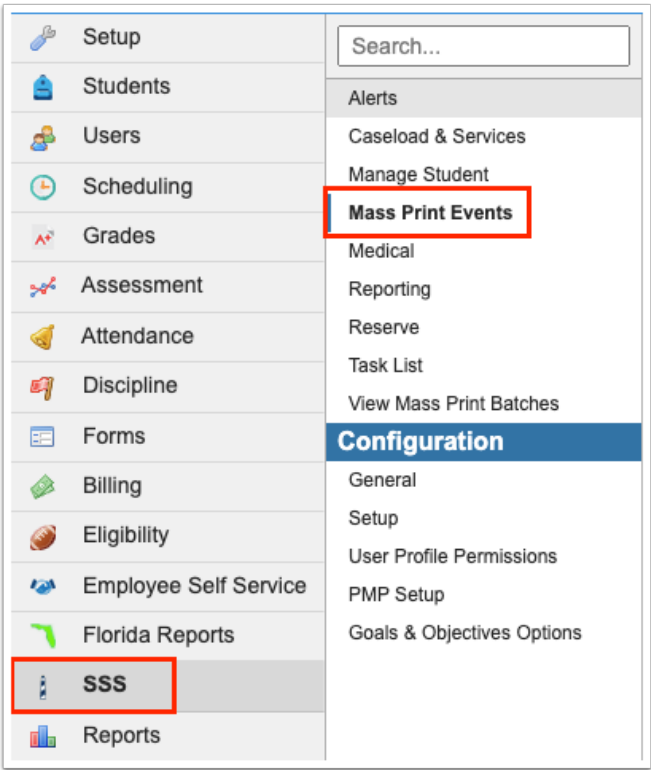 Setup
Students
Users
Scheduling
Grades
Assessment
Attendance
Discipline
Forms
Billing
Eligibility
Employee Self Service
Florida Reports
SSS
Reports
Search...
Alerts
Caseload & Services
Manage Student
Mass Print Events
Medical
Reporting
Reserve
Task List
View Mass Print Batches
Configuration
General
Setup
User Profile Permissions
PMP Setup
Goals & Objectives Options